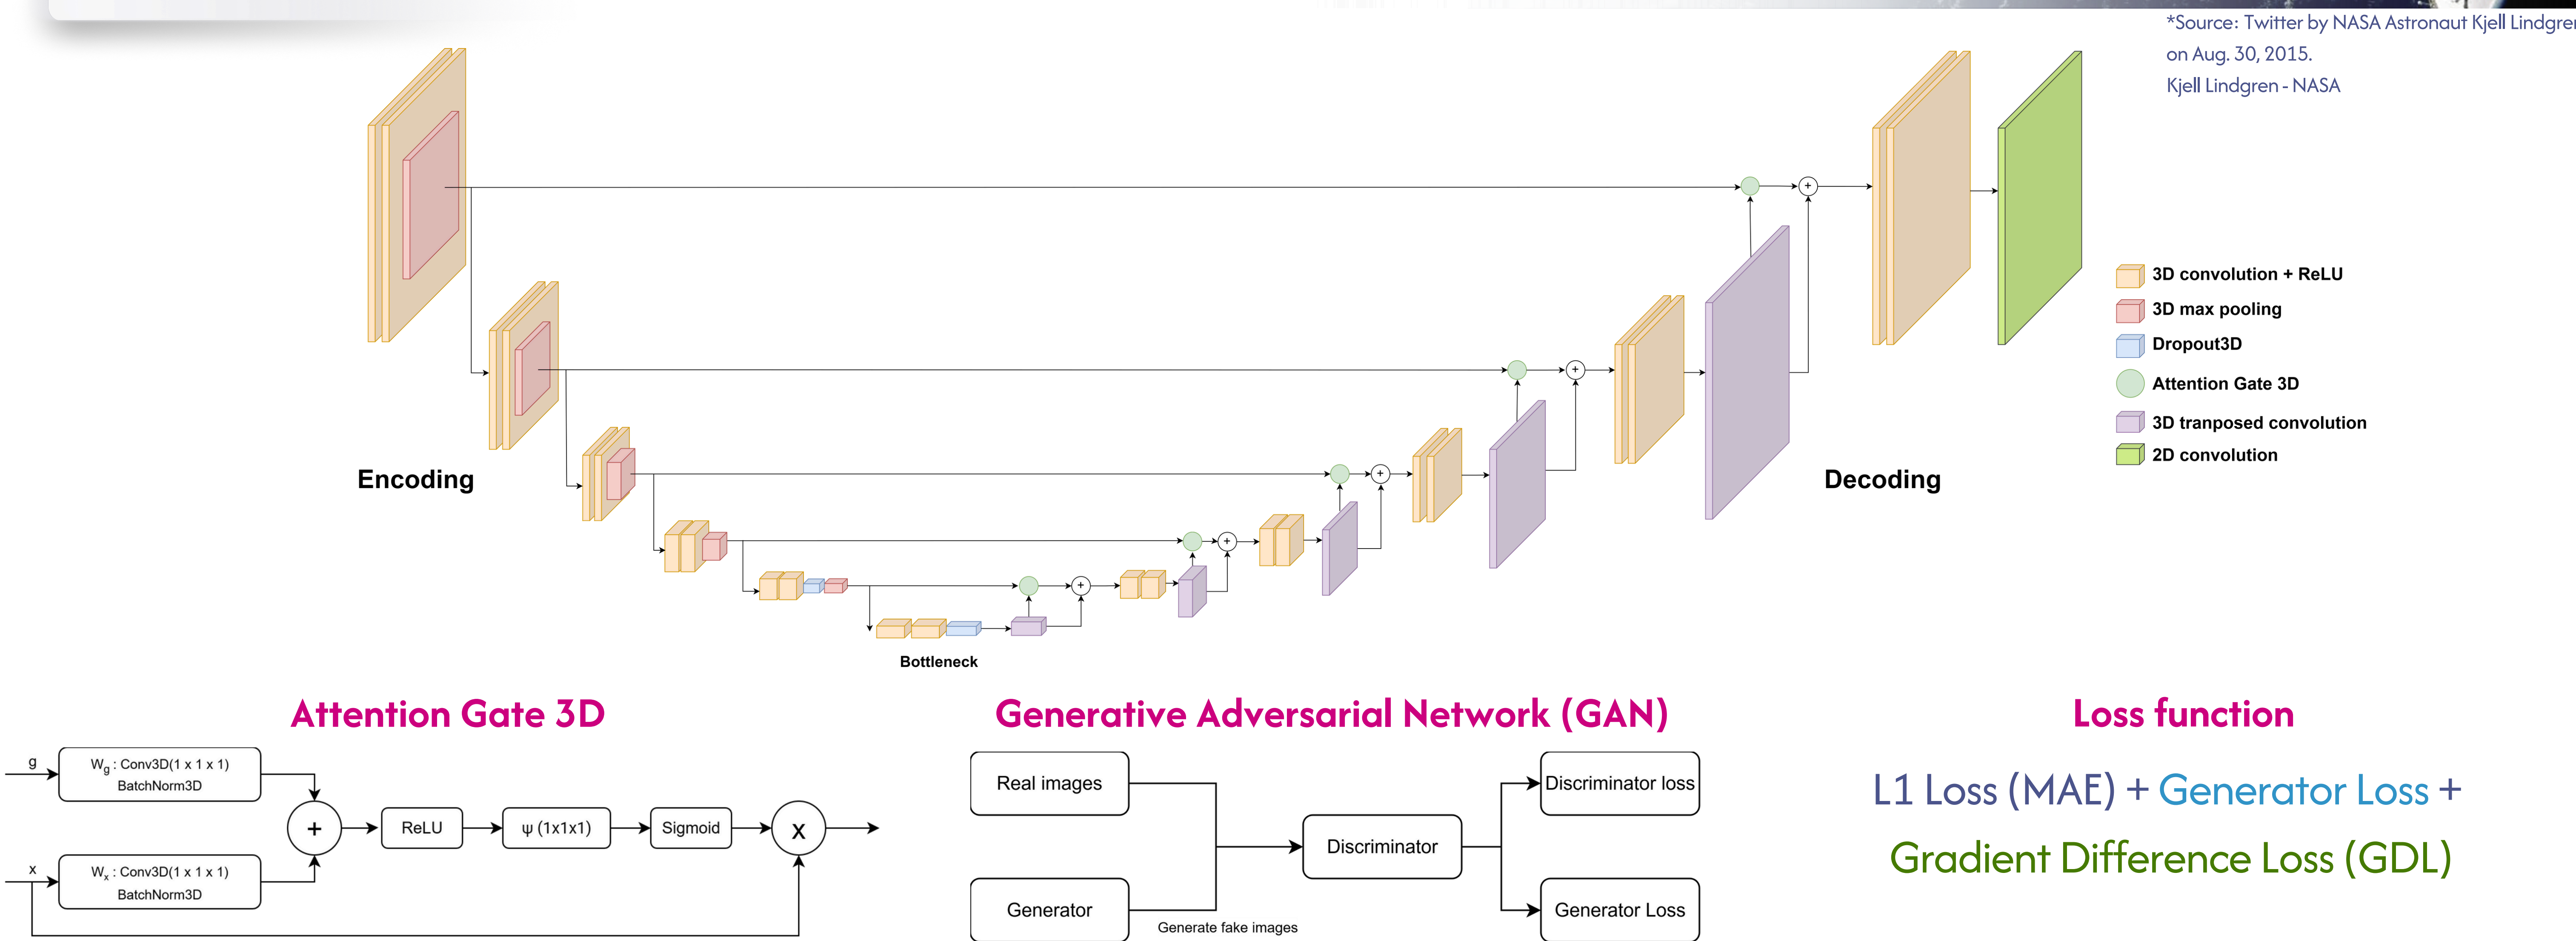 *Source: Twitter by NASA Astronaut Kjell Lindgren
on Aug. 30, 2015.
Kjell Lindgren - NASA
3D convolution + ReLU
3D max pooling
Dropout3D
Attention Gate 3D
3D tranposed convolution
2D convolution
Encoding
Decoding
Bottleneck
+
+
+
+
+
Attention Gate 3D
g
Wg : Conv3D(1 x 1 x 1)
BatchNorm3D
+
ReLU
ψ (1x1x1)
Sigmoid
X
x
Wx : Conv3D(1 x 1 x 1)
BatchNorm3D
Generative Adversarial Network (GAN)
Real images
Generator
Generate fake images
Discriminator
Discriminator loss
Generator Loss
Loss function
L1 Loss (MAE) + Generator Loss +
Gradient Difference Loss (GDL)